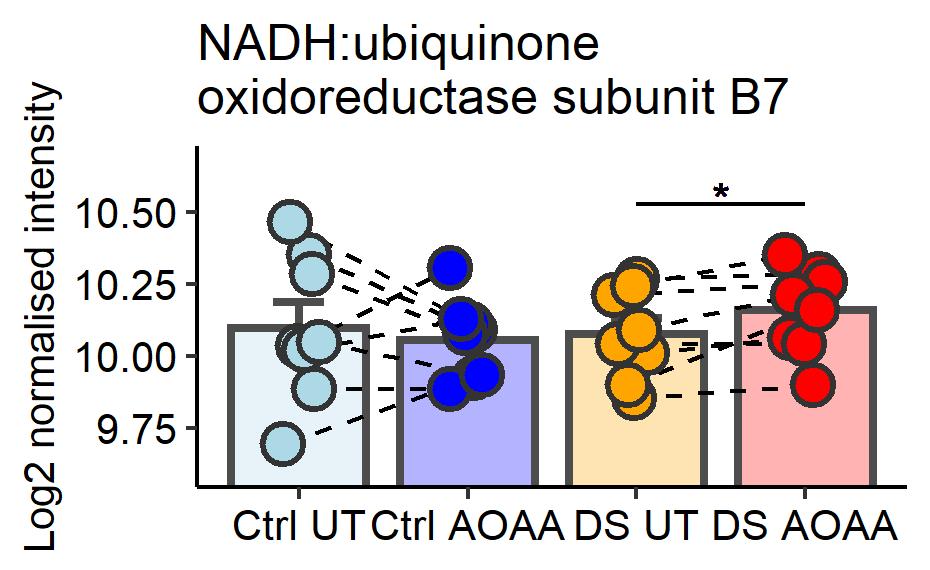 NADH:ubiquinone
oxidoreductase subunit B7
Log2 normalised intensity
10.50
10.25
10.00
9.75
*
Ctrl UT Ctrl AOAA DS UT DS AOAA